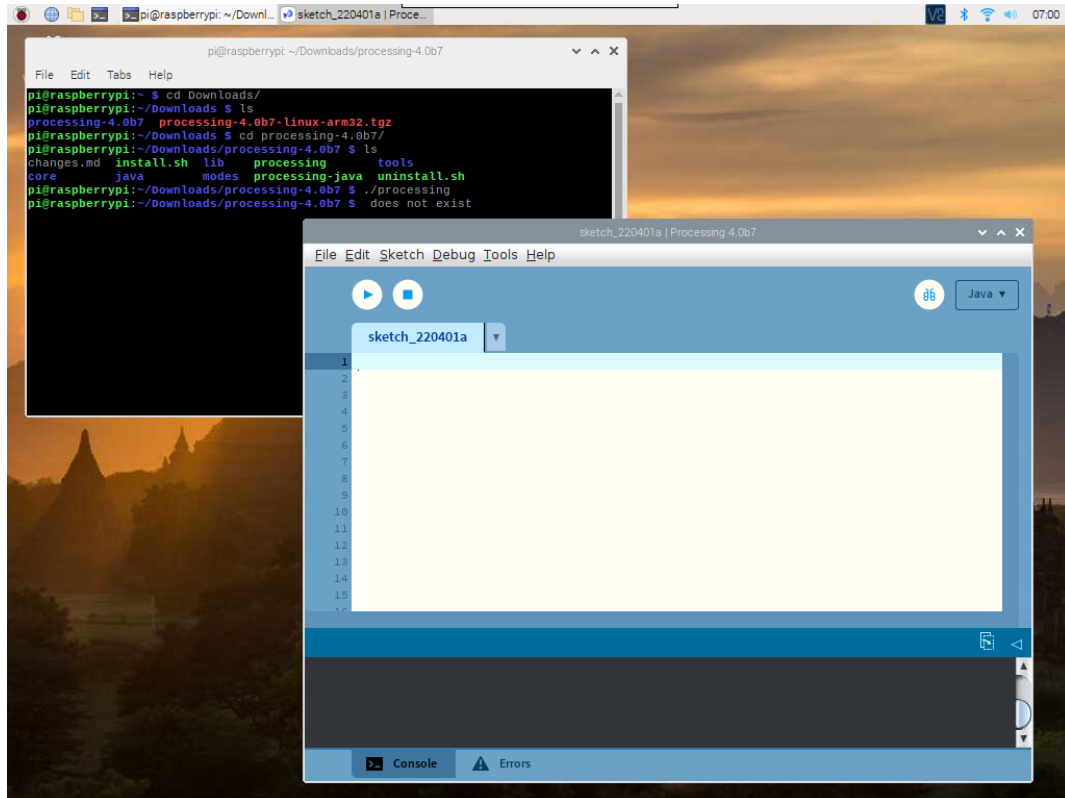 pi@raspberrypi: ~/Downl... sketch_220401a | Proce... 07:00
pi@raspberrypi: ~/Downloads/processing-4.0b7
File Edit Tabs Help
pi@raspberrypi:~ $ cd Downloads/
pi@raspberrypi:~/Downloads $ ls
processing-4.0b7 processing-4.0b7-linux-arm32.tgz
pi@raspberrypi:~/Downloads $ cd processing-4.0b7/
pi@raspberrypi:~/Downloads/processing-4.0b7 $ ls
changes.md install.sh lib processing tools
core java modes processing-java uninstall.sh
pi@raspberrypi:~/Downloads/processing-4.0b7 $ ./processing
pi@raspberrypi:~/Downloads/processing-4.0b7 $ does not exist
sketch_220401a | Processing 4.0b7
File Edit Sketch Debug Tools Help
Java
sketch_220401a
1
2
3
4
5
6
7
8
9
10
11
12
13
14
15
Console Errors